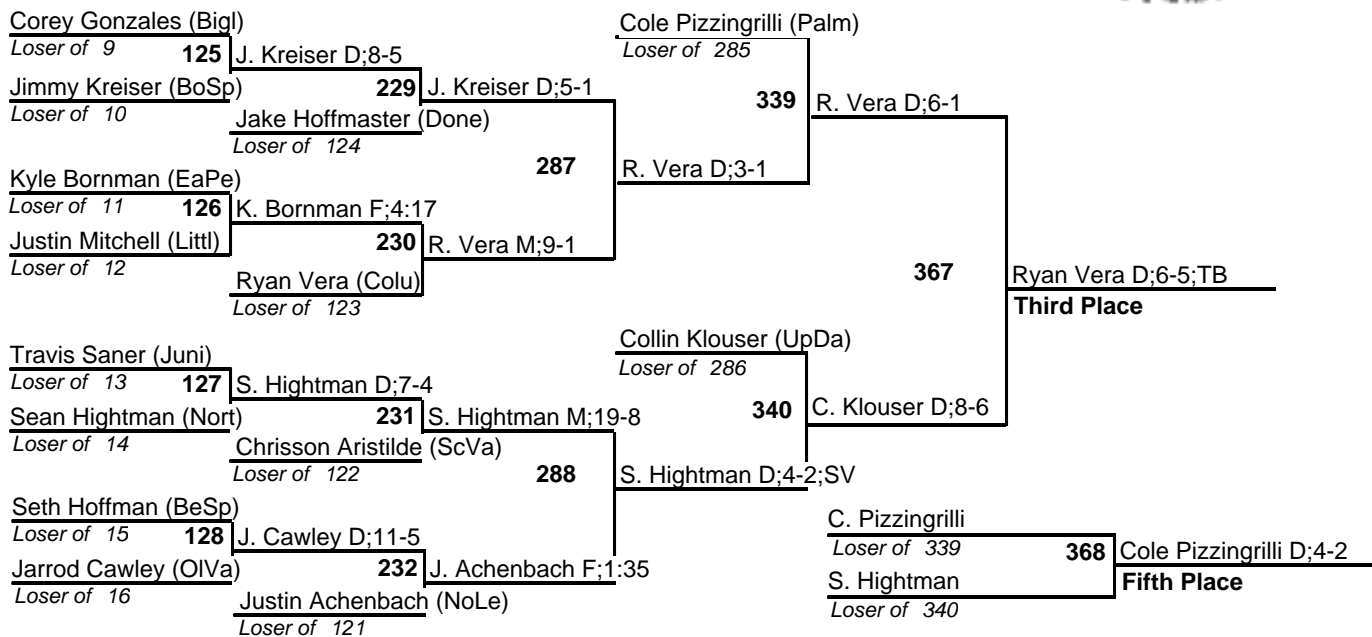 Corey Gonzales (Bigl)
Loser of 9
125
J. Kreiser D;8-5
Jimmy Kreiser (BoSp)
Loser of 10
229
J. Kreiser D;5-1
Jake Hoffmaster (Done)
Loser of 124
Kyle Bornman (EaPe)
Loser of 11
126
K. Bornman F;4:17
Justin Mitchell (Littl)
Loser of 12
230
R. Vera M;9-1
Ryan Vera (Colu)
Loser of 123
287
R. Vera D;3-1
Cole Pizzingrilli (Palm)
Loser of 285
339
R. Vera D;6-1
Travis Saner (Juni)
Loser of 13
127
S. Hightman D;7-4
Sean Hightman (Nort)
Loser of 14
231
S. Hightman M;19-8
Chrisson Aristilde (ScVa)
Loser of 122
Seth Hoffman (BeSp)
Loser of 15
128
J. Cawley D;11-5
Jarrod Cawley (OlVa)
Loser of 16
232
J. Achenbach F;1:35
Justin Achenbach (NoLe)
Loser of 121
288
S. Hightman D;4-2;SV
Collin Klouser (UpDa)
Loser of 286
340
C. Klouser D;8-6
367
Ryan Vera D;6-5;TB
Third Place
C. Pizzingrilli
Loser of 339
368
Cole Pizzingrilli D;4-2
S. Hightman
Fifth Place
Loser of 340